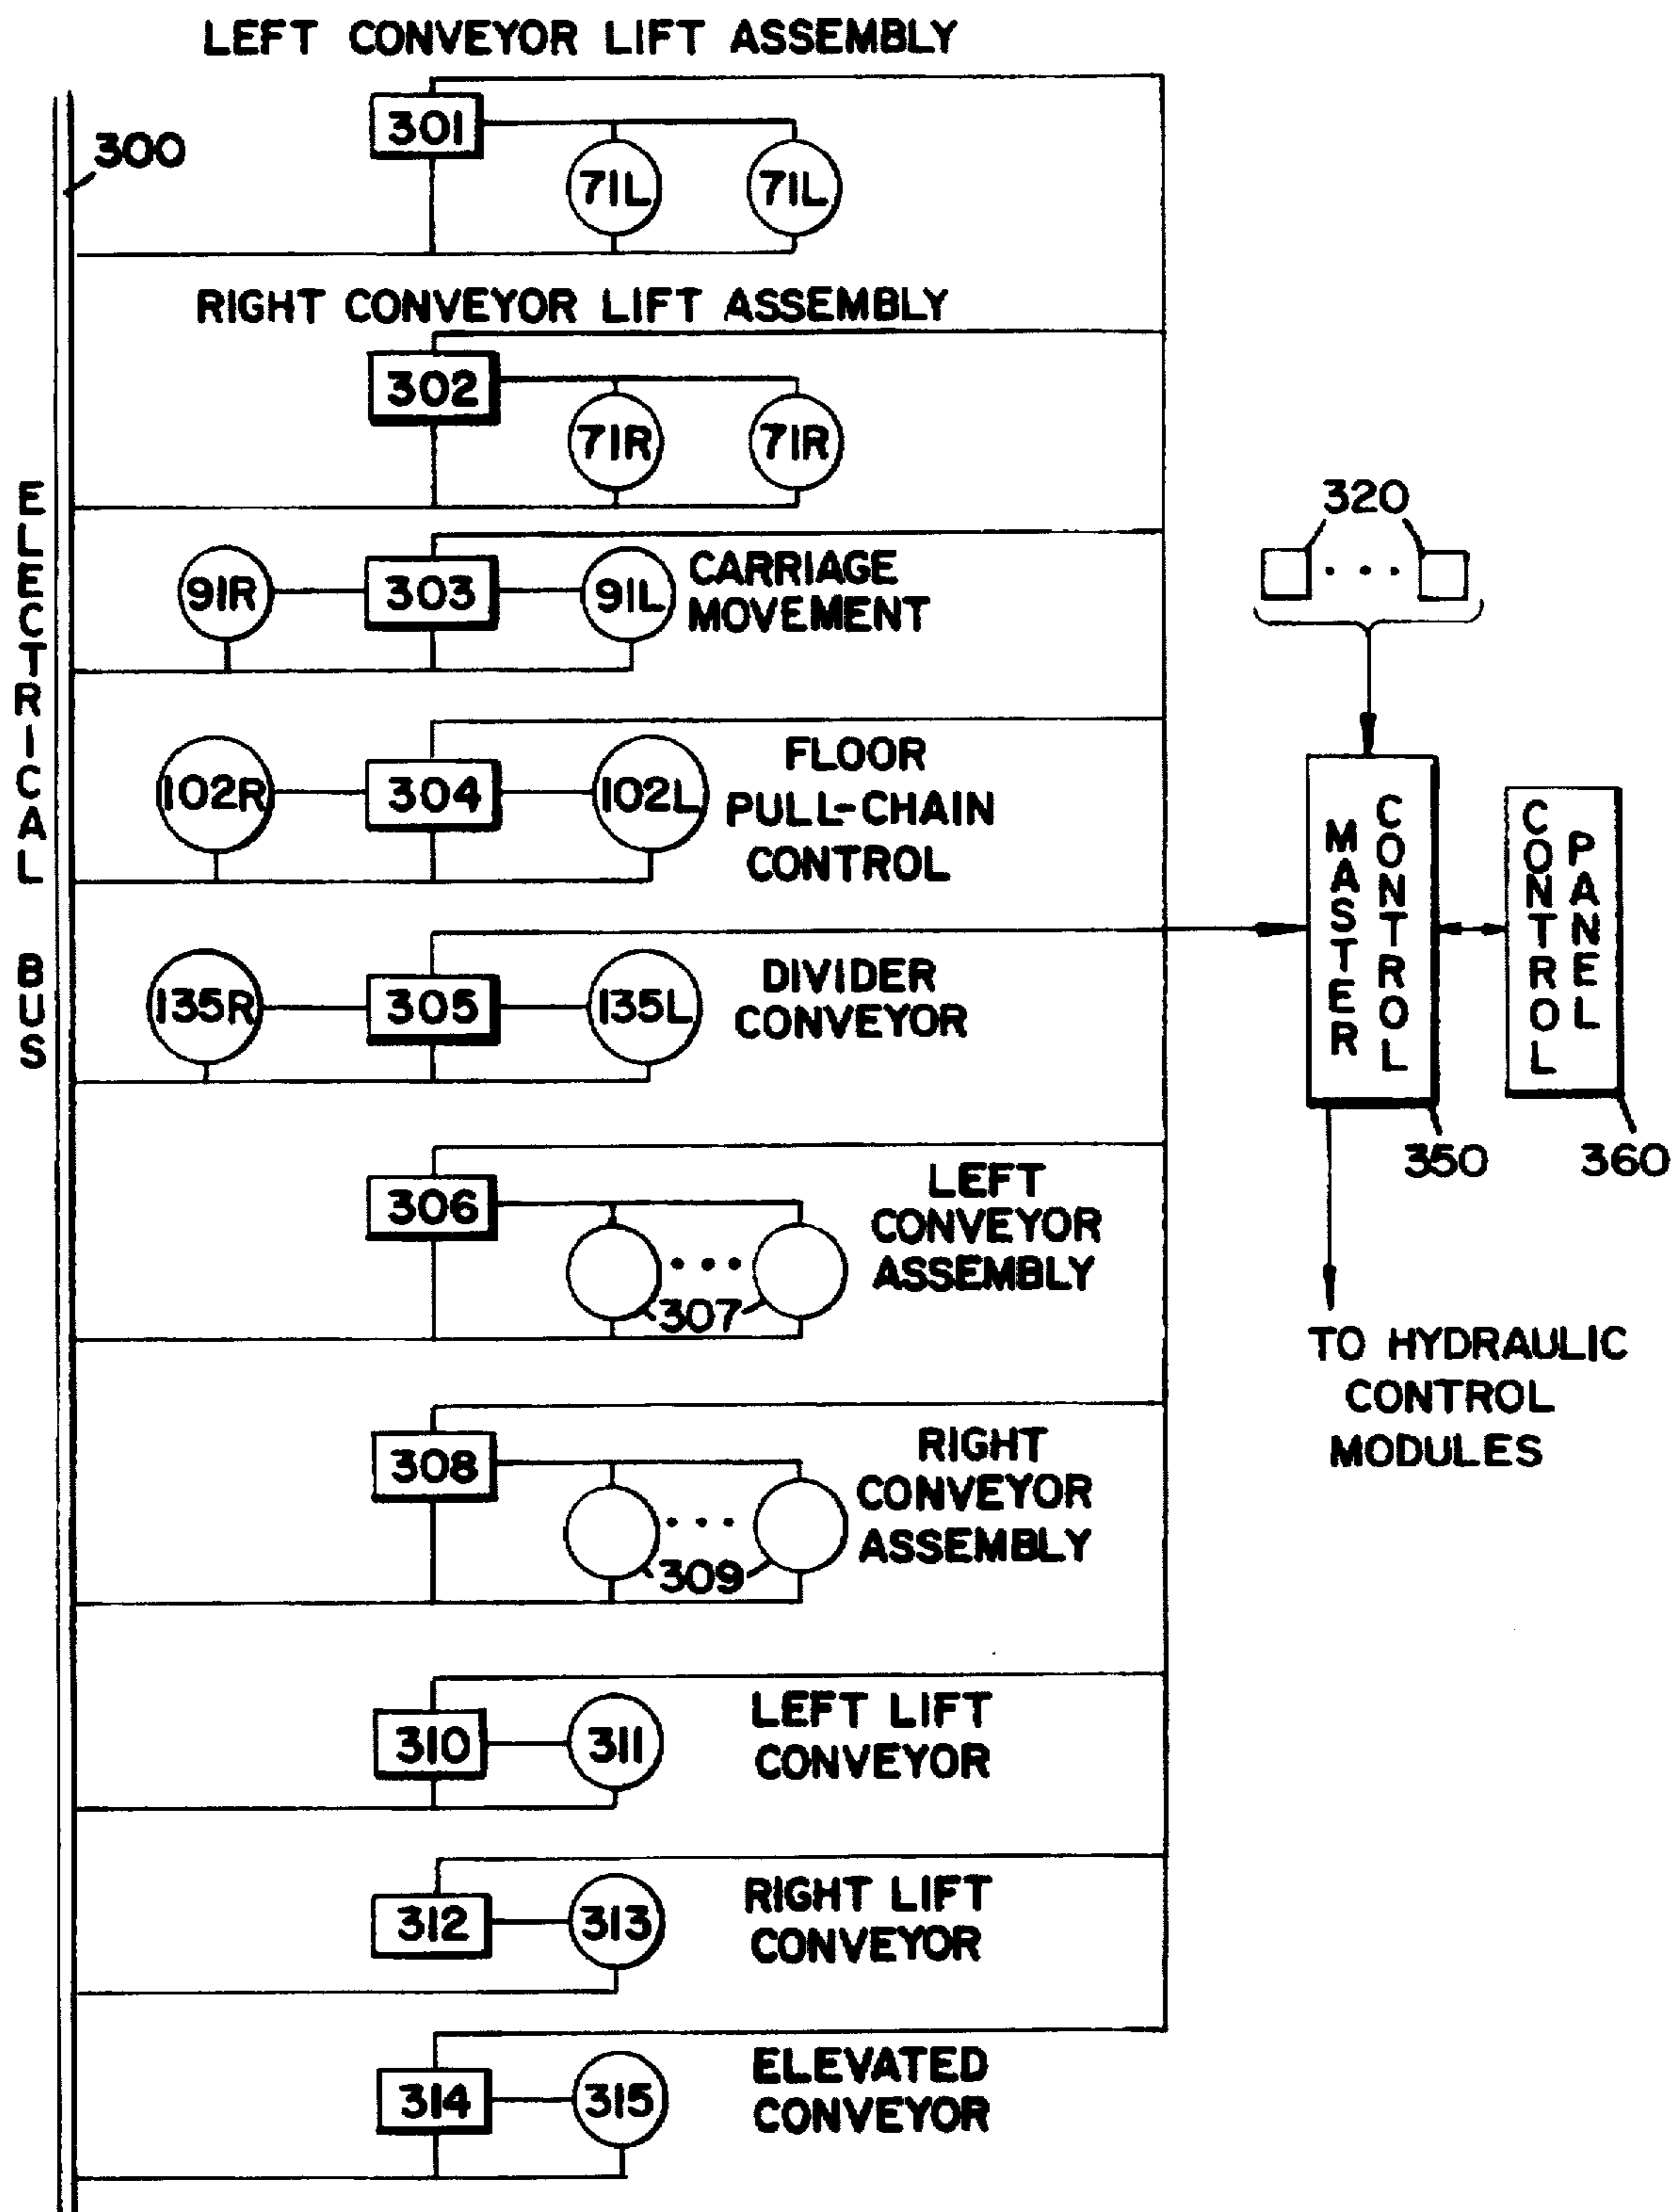 LEFT CONVEYOR LIFT ASSEMBLY
300
301
71L
71L
RIGHT CONVEYOR LIFT ASSEMBLY
302
71R
71R
ELECTRICAL BUS
91R
303
91L
CARRIAGE
MOVEMENT
102R
304
102L
FLOOR
PULL-CHAIN
CONTROL
135R
305
135L
DIVIDER
CONVEYOR
306
307
LEFT
CONVEYOR
ASSEMBLY
308
309
RIGHT
CONVEYOR
ASSEMBLY
310
311
LEFT LIFT
CONVEYOR
312
313
RIGHT LIFT
CONVEYOR
314
315
ELEVATED
CONVEYOR
320
MASTER
CONTROL
350
CONTROL
PANEL
360
TO HYDRAULIC
CONTROL
MODULES